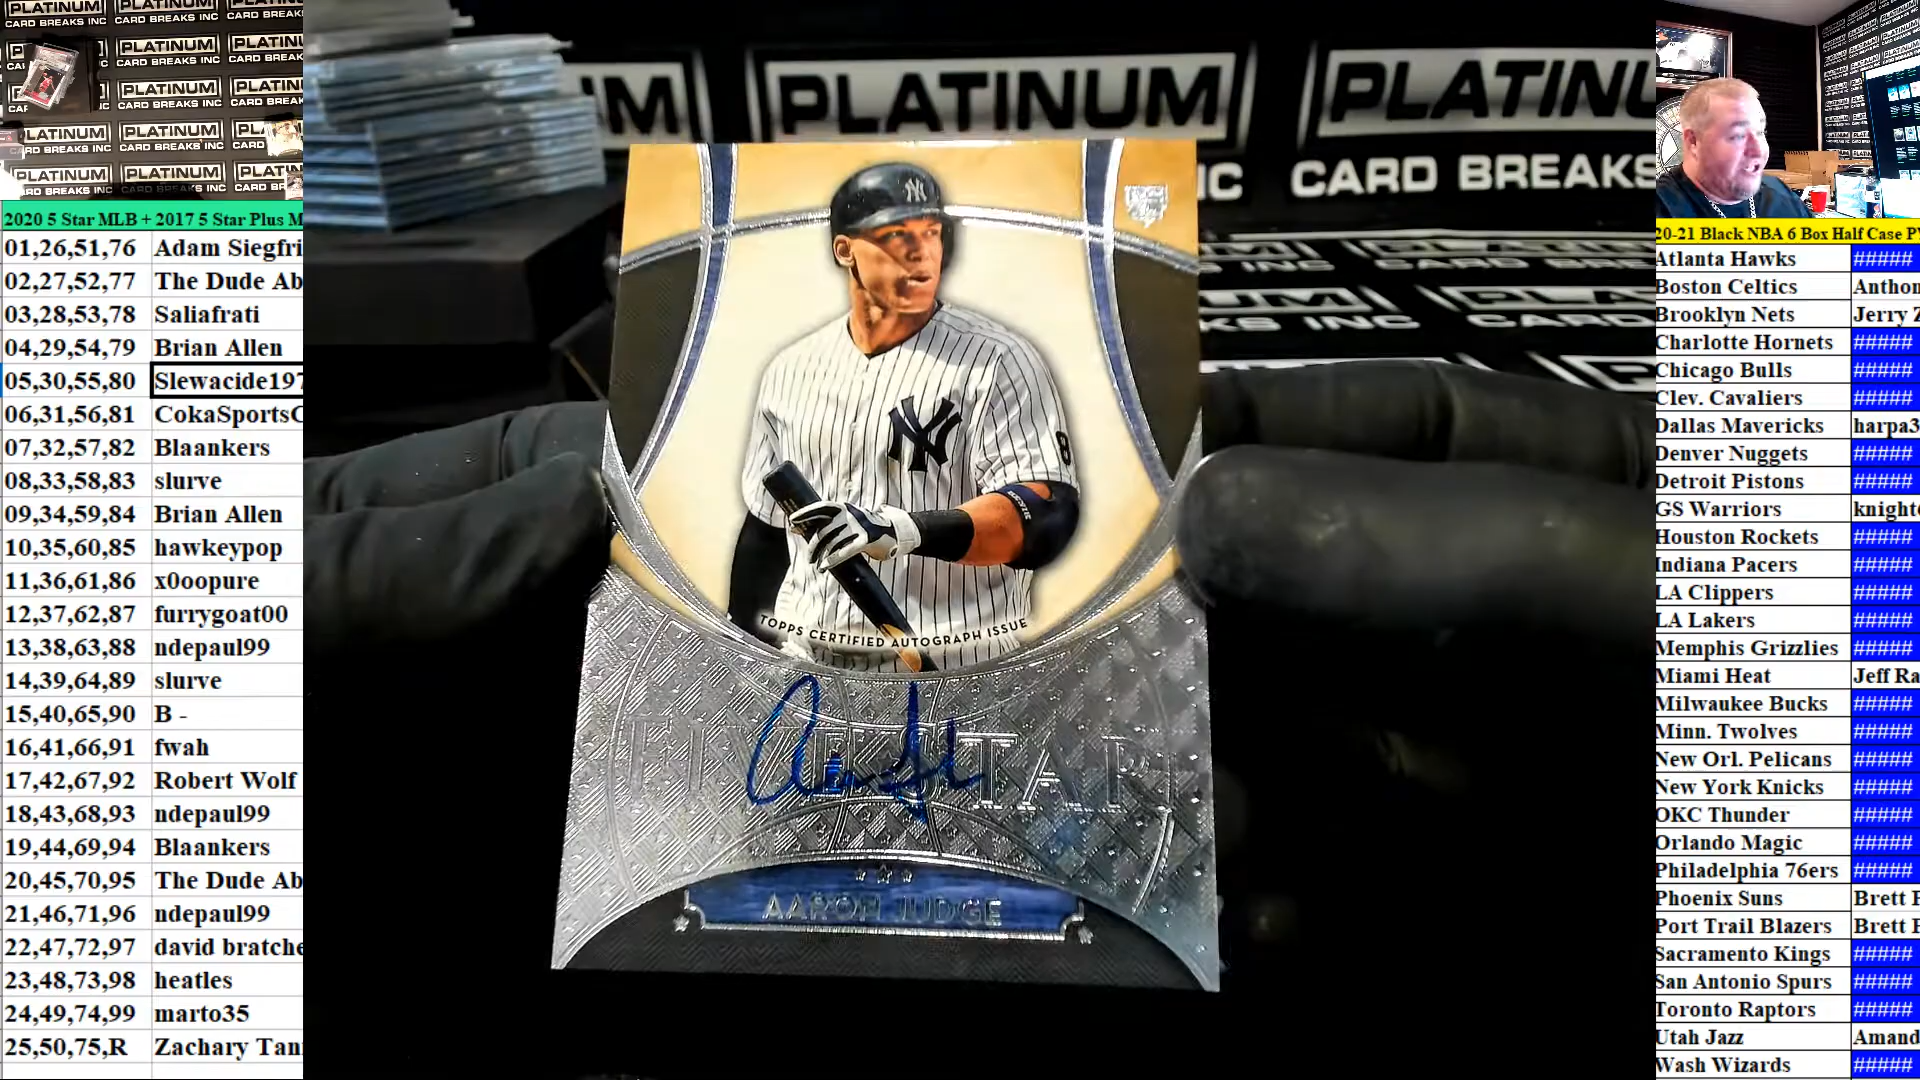 PLATINUM
CARD BREAKS INC
PLATINUM
CARD BREAKS
TOPPS CERTIFIED AUTOGRAPH ISSUE
FIVE STAR
AARON JUDGE
2020 5 Star MLB + 2017 5 Star Plus M
01,26,51,76 Adam Siegfri
02,27,52,77 The Dude Ab
03,28,53,78 Saliafrati
04,29,54,79 Brian Allen
05,30,55,80 Slewacide197
06,31,56,81 CokaSportsC
07,32,57,82 Blaankers
08,33,58,83 slurve
09,34,59,84 Brian Allen
10,35,60,85 hawkeypop
11,36,61,86 x0oopure
12,37,62,87 furrygoat00
13,38,63,88 ndepaul99
14,39,64,89 slurve
15,40,65,90 B -
16,41,66,91 fwah
17,42,67,92 Robert Wolf
18,43,68,93 ndepaul99
19,44,69,94 Blaankers
20,45,70,95 The Dude Ab
21,46,71,96 ndepaul99
22,47,72,97 david bratche
23,48,73,98 heatles
24,49,74,99 marto35
25,50,75,R Zachary Tan
20-21 Black NBA 6 Box Half Case PY
Atlanta Hawks #####
Boston Celtics Anthon
Brooklyn Nets Jerry Z
Charlotte Hornets #####
Chicago Bulls #####
Clev. Cavaliers #####
Dallas Mavericks harpa3
Denver Nuggets #####
Detroit Pistons #####
GS Warriors knight
Houston Rockets #####
Indiana Pacers #####
LA Clippers #####
LA Lakers #####
Memphis Grizzlies #####
Miami Heat Jeff Ra
Milwaukee Bucks #####
Minn. Twolves #####
New Orl. Pelicans #####
New York Knicks #####
OKC Thunder #####
Orlando Magic #####
Philadelphia 76ers #####
Phoenix Suns Brett
Port Trail Blazers Brett
Sacramento Kings #####
San Antonio Spurs #####
Toronto Raptors #####
Utah Jazz Amand
Wash Wizards #####